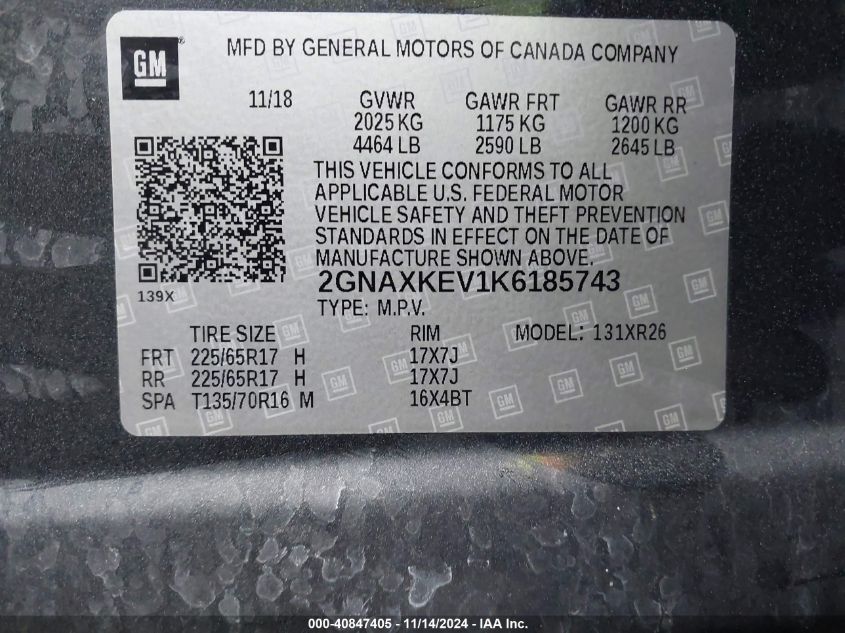 GM
MFD BY GENERAL MOTORS OF CANADA COMPANY
11/18 GVWR GAWR FRT GAWR RR
2025 KG 1175 KG 1200 KG
4464 LB 2590 LB 2645 LB
THIS VEHICLE CONFORMS TO ALL
APPLICABLE U.S. FEDERAL MOTOR
VEHICLE SAFETY AND THEFT PREVENTION
STANDARDS IN EFFECT ON THE DATE OF
MANUFACTURE SHOWN ABOVE.
139X
2GNAXKEV1K6185743
TYPE: M.P.V.
TIRE SIZE RIM MODEL: 131XR26
FRT 225/65R17 H 17X7J
RR 225/65R17 H 17X7J
SPA T135/70R16 M 16X4BT
000-40847405 - 11/14/2024 - IAA Inc.